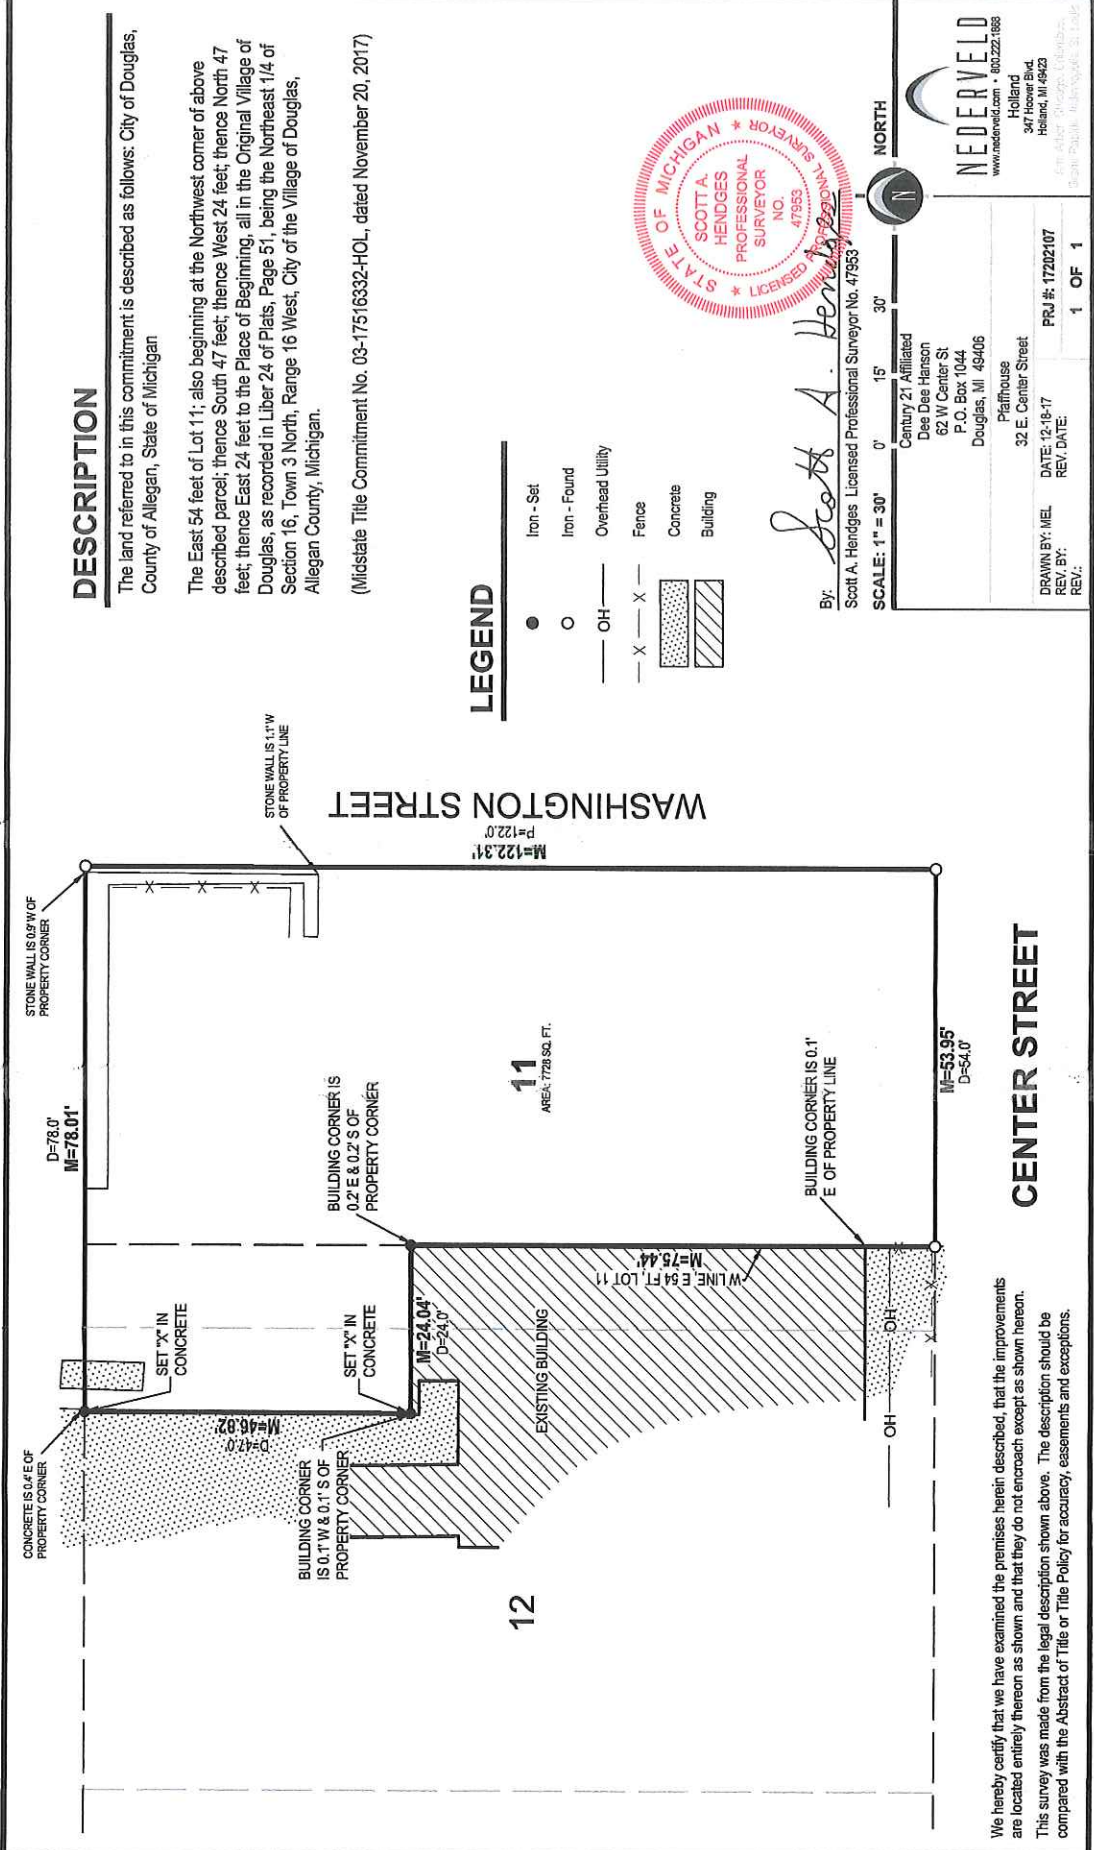 DESCRIPTION
The land referred to in this commitment is described as follows: City of Douglas,
County of Allegan, State of Michigan
The East 54 feet of Lot 11; also beginning at the Northwest corner of above
described parcel; thence South 47 feet; thence West 24 feet; thence North 47
feet; thence East 24 feet to the Place of Beginning, all in the Original Village of
Douglas, as recorded in Liber 24 of Plats, Page 51, being the Northeast 1/4 of
Section 16, Town 3 North, Range 16 West, City of the Village of Douglas,
Allegan County, Michigan.
(Midstate Title Commitment No. 03-17516332-HOL, dated November 20, 2017)
LEGEND
Iron - Set
Iron - Found
OH
Overhead Utility
X X
Fence
Concrete
Building
STATE OF MICHIGAN
LICENSED PROFESSIONAL SURVEYOR
SCOTT A.
HENDGES
PROFESSIONAL
SURVEYOR
NO.
47953
By:
Scott A. Hendges
Scott A. Hendges Licensed Professional Surveyor No. 47953
SCALE: 1" = 30'
0' 15' 30'
N
NORTH
Century 21 Affiliated
Dee Dee Hanson
62 W Center St
P.O. Box 1044
Douglas, MI 49406
Pfaffhouse
32 E. Center Street
DRAWN BY: MEL
REV. BY:
REV.:
DATE: 12-18-17
REV. DATE:
PRJ #: 17202107
1 OF 1
NEDERVELD
www.nederveld.com • 800.222.1868
Holland
347 Hoover Blvd.
Holland, MI 49423
Ann Arbor, Chicago, Columbus,
Grand Rapids, Indianapolis, St. Louis
CONCRETE IS 0.4' E OF
PROPERTY CORNER
STONE WALL IS 0.9' W OF
PROPERTY CORNER
STONE WALL IS 1.1' W
OF PROPERTY LINE
D=78.0'
M=78.01'
SET "X" IN
CONCRETE
SET "X" IN
CONCRETE
D=47.0'
M=46.82'
M=24.04'
D=24.0'
BUILDING CORNER
IS 0.1' W & 0.1' S OF
PROPERTY CORNER
BUILDING CORNER IS
0.2' E & 0.2' S OF
PROPERTY CORNER
X X X
11
AREA: 7728 SQ. FT.
12
EXISTING BUILDING
W LINE, E 54 FT, LOT 11
M=75.44'
BUILDING CORNER IS 0.1'
E OF PROPERTY LINE
OH
OH
X
X
X
M=122.31'
P=122.0'
WASHINGTON STREET
M=53.95'
D=54.0'
CENTER STREET
We hereby certify that we have examined the premises herein described, that the improvements
are located entirely thereon as shown and that they do not encroach except as shown hereon.
This survey was made from the legal description shown above. The description should be
compared with the Abstract of Title or Title Policy for accuracy, easements and exceptions.